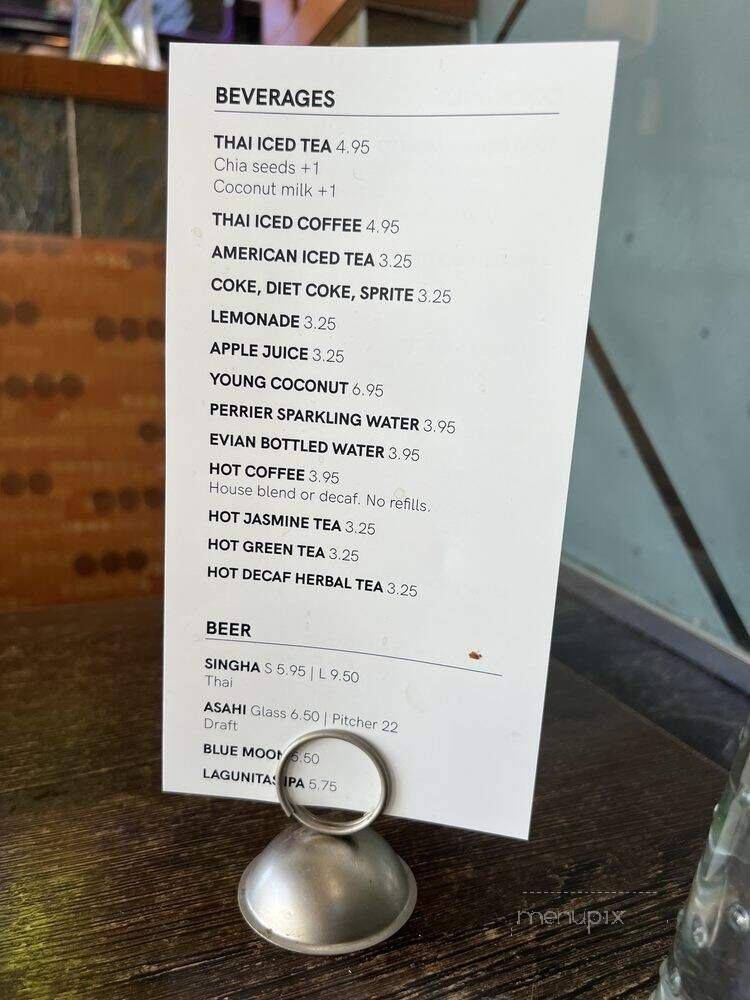 BEVERAGES
THAI ICED TEA 4.95
Chia seeds +1
Coconut milk +1
THAI ICED COFFEE 4.95
AMERICAN ICED TEA 3.25
COKE, DIET COKE, SPRITE 3.25
LEMONADE 3.25
APPLE JUICE 3.25
YOUNG COCONUT 6.95
PERRIER SPARKLING WATER 3.95
EVIAN BOTTLED WATER 3.95
HOT COFFEE 3.95
House blend or decaf. No refills.
HOT JASMINE TEA 3.25
HOT GREEN TEA 3.25
HOT DECAF HERBAL TEA 3.25
BEER
SINGHA S 5.95 | L 9.50
Thai
ASAHI Glass 6.50 | Pitcher 22
Draft
BLUE MOON 5.50
LAGUNITAS IPA 5.75
menupix